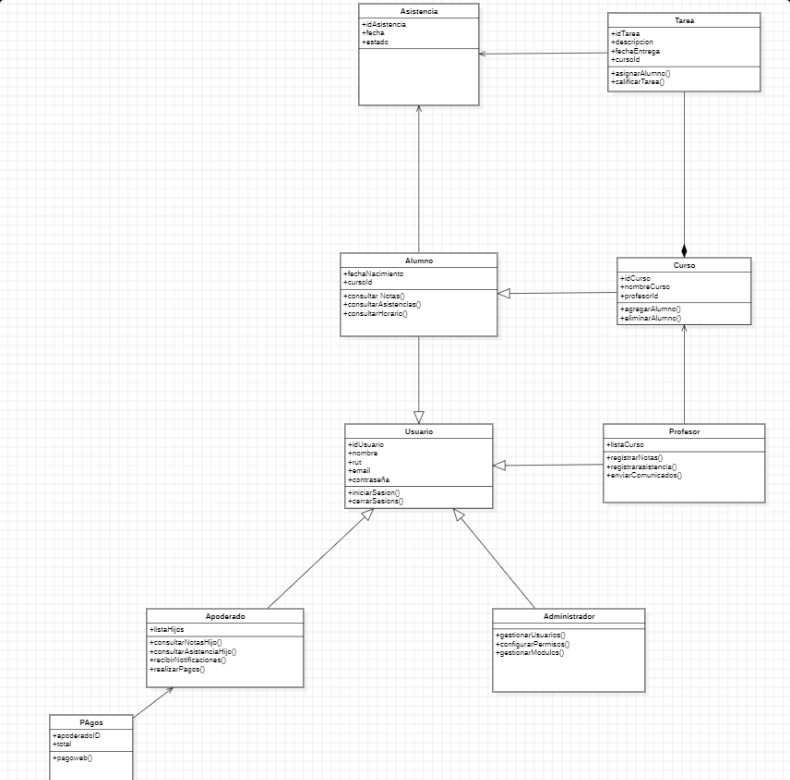 Asistencia
+idAsistencia
+fecha
+estado
Tarea
+idTarea
+descripcion
+fechaEntrega
+cursoId
+asignarAlumno()
+calificarTarea()
Alumno
+fechaNacimiento
+cursoId
+consultar Notas()
+consultarAsistencias()
+consultarHorario()
Curso
+idCurso
+nombreCurso
+profesorId
+agregarAlumno()
+eliminarAlumno()
Usuario
+idUsuario
+nombre
+rut
+email
+contraseña
+iniciarSesion()
+cerrarSesions()
Profesor
+listaCurso
+registrarNotas()
+registrarasistencia()
+enviarComunicados()
Apoderado
+listaHijos
+consultarNotasHijo()
+consultarAsistenciaHijo()
+recibirNotificaciones()
+realizarPagos()
Administrador
+gestionarUsuarios()
+configurarPermisos()
+gestionarModulos()
PAgos
+apoderadoID
+total
+pagoweb()